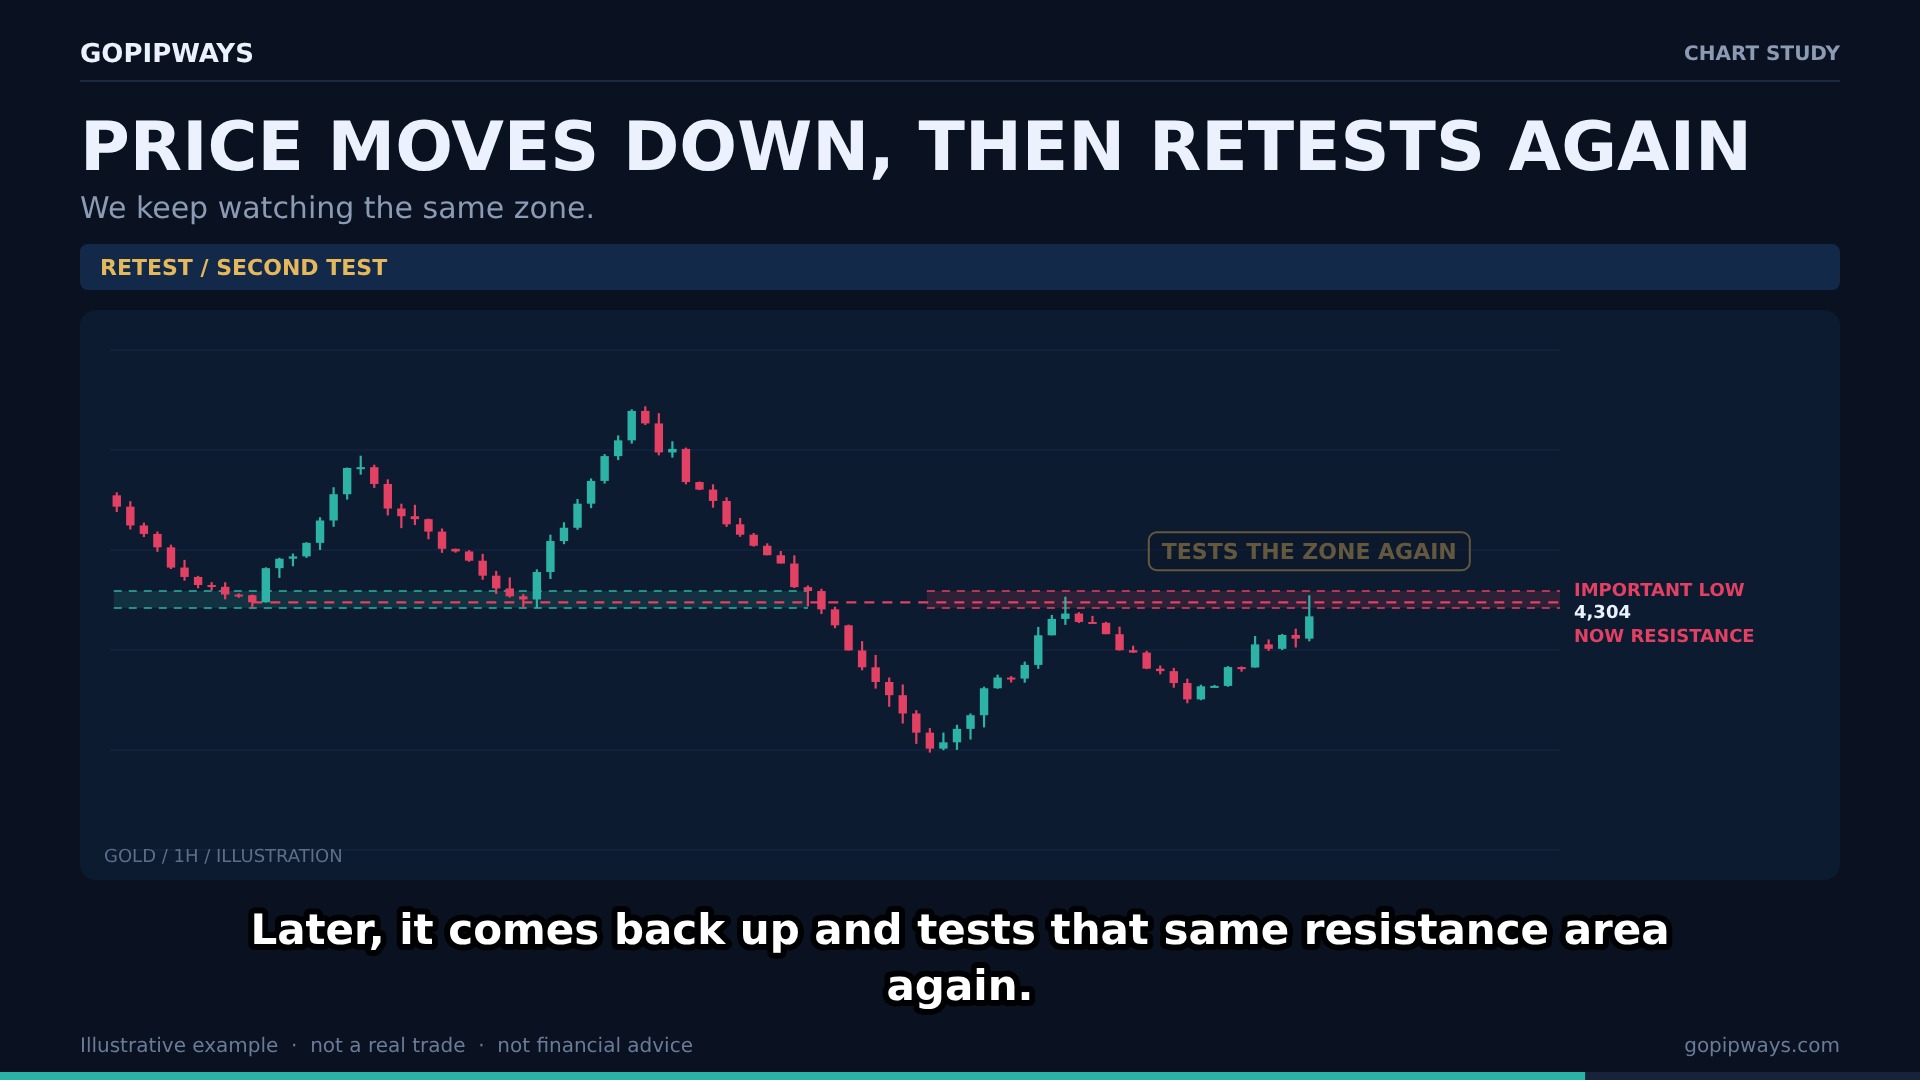 GOPIPWAYS
CHART STUDY
PRICE MOVES DOWN, THEN RETESTS AGAIN
We keep watching the same zone.
RETEST / SECOND TEST
TESTS THE ZONE AGAIN
IMPORTANT LOW
4,304
NOW RESISTANCE
GOLD / 1H / ILLUSTRATION
Later, it comes back up and tests that same resistance area
again.
Illustrative example · not a real trade · not financial advice
gopipways.com